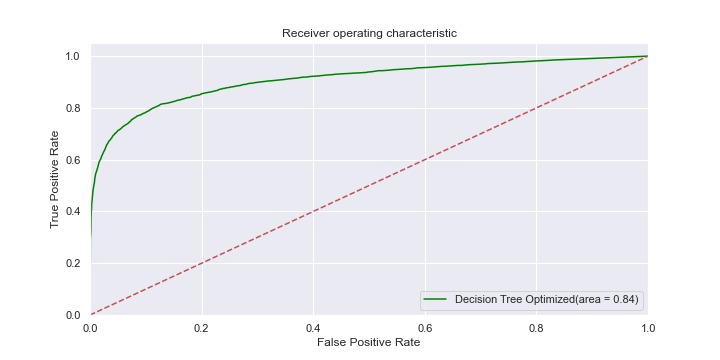 Receiver operating characteristic
1.0
0.8
0.6
0.4
0.2
0.0
True Positive Rate
Decision Tree Optimized(area = 0.84)
0.0 0.2 0.4 0.6 0.8 1.0
False Positive Rate